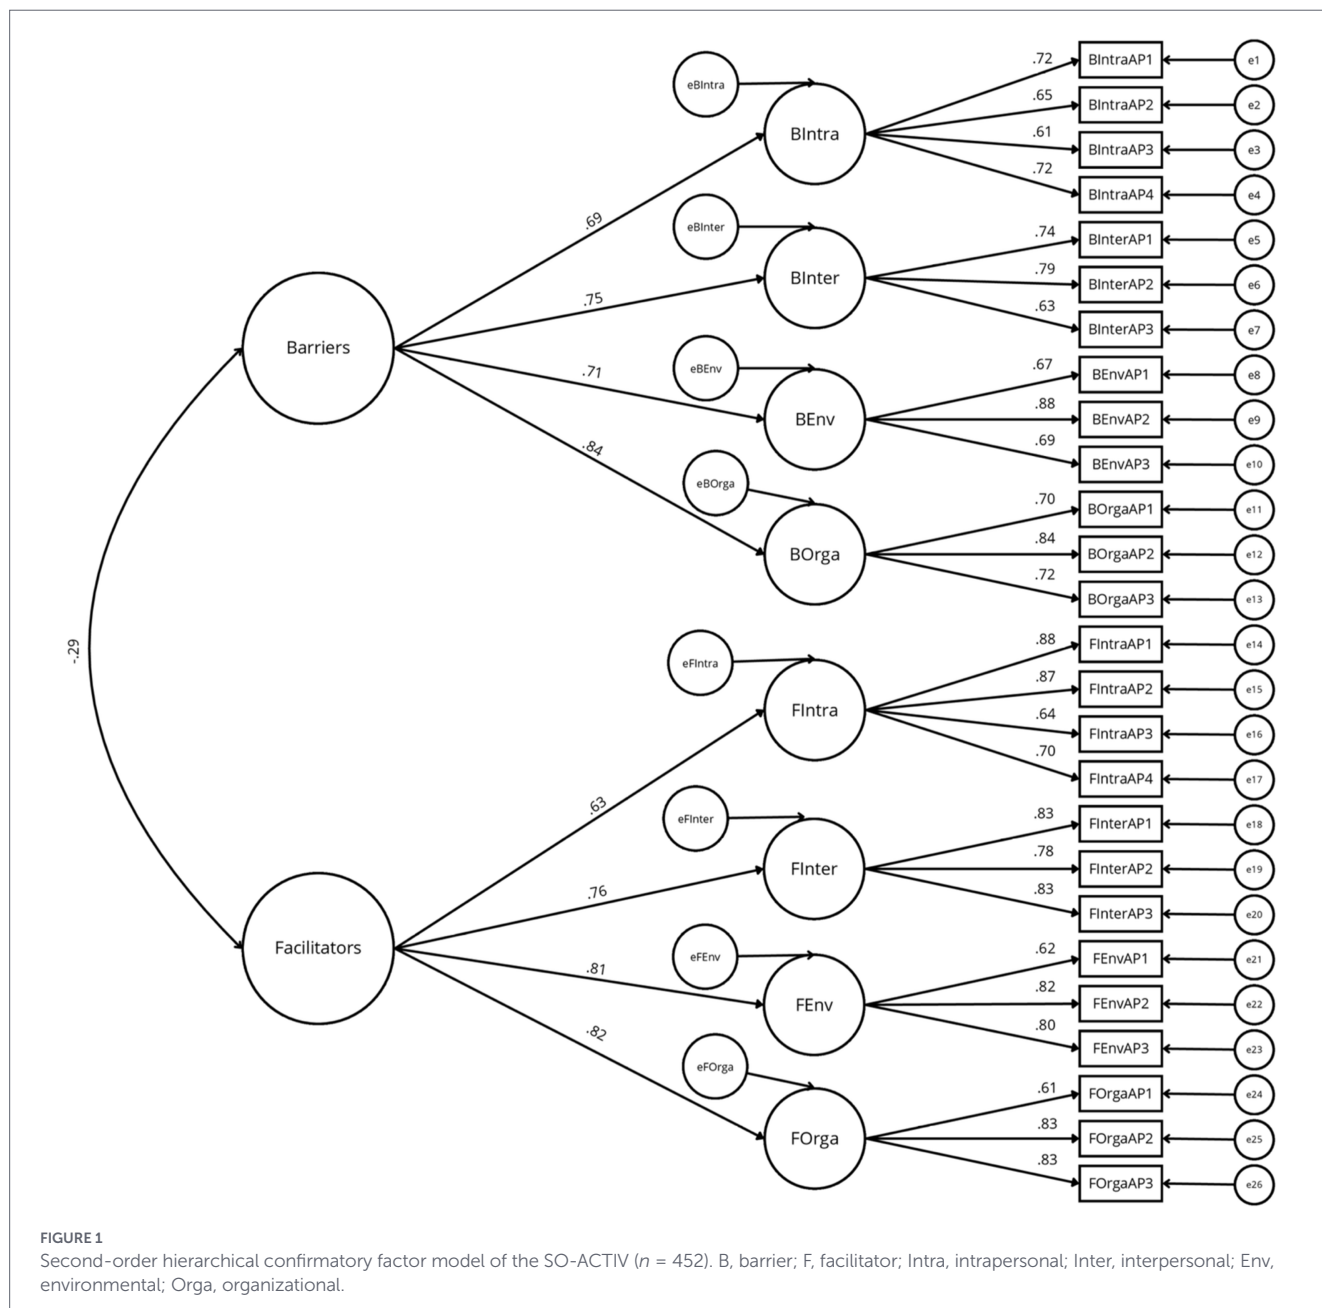 eBIntra
BIntra
.72
BIntraAP1
e1
.65
BIntraAP2
e2
.61
BIntraAP3
e3
.72
BIntraAP4
e4
.69
eBInter
BInter
.74
BInterAP1
e5
.79
BInterAP2
e6
.63
BInterAP3
e7
Barriers
.75
.71
eBEnv
BEnv
.67
BEnvAP1
e8
.88
BEnvAP2
e9
.69
BEnvAP3
e10
.84
eBOrga
BOrga
.70
BOrgaAP1
e11
.84
BOrgaAP2
e12
.72
BOrgaAP3
e13
-.29
eFIntra
FIntra
.88
FIntraAP1
e14
.87
FIntraAP2
e15
.64
FIntraAP3
e16
.70
FIntraAP4
e17
.63
eFInter
FInter
.83
FInterAP1
e18
.78
FInterAP2
e19
.83
FInterAP3
e20
Facilitators
.76
.81
eFEnv
FEnv
.62
FEnvAP1
e21
.82
FEnvAP2
e22
.80
FEnvAP3
e23
.82
eFOrga
FOrga
.61
FOrgaAP1
e24
.83
FOrgaAP2
e25
.83
FOrgaAP3
e26
FIGURE 1
Second-order hierarchical confirmatory factor model of the SO-ACTIV (n = 452). B, barrier; F, facilitator; Intra, intrapersonal; Inter, interpersonal; Env,
environmental; Orga, organizational.